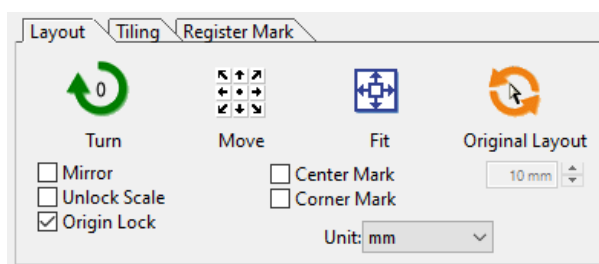 Layout Tiling Register Mark
0
Turn Move Fit Original Layout
Mirror Center Mark 10 mm
Unlock Scale Corner Mark
Origin Lock
Unit: mm